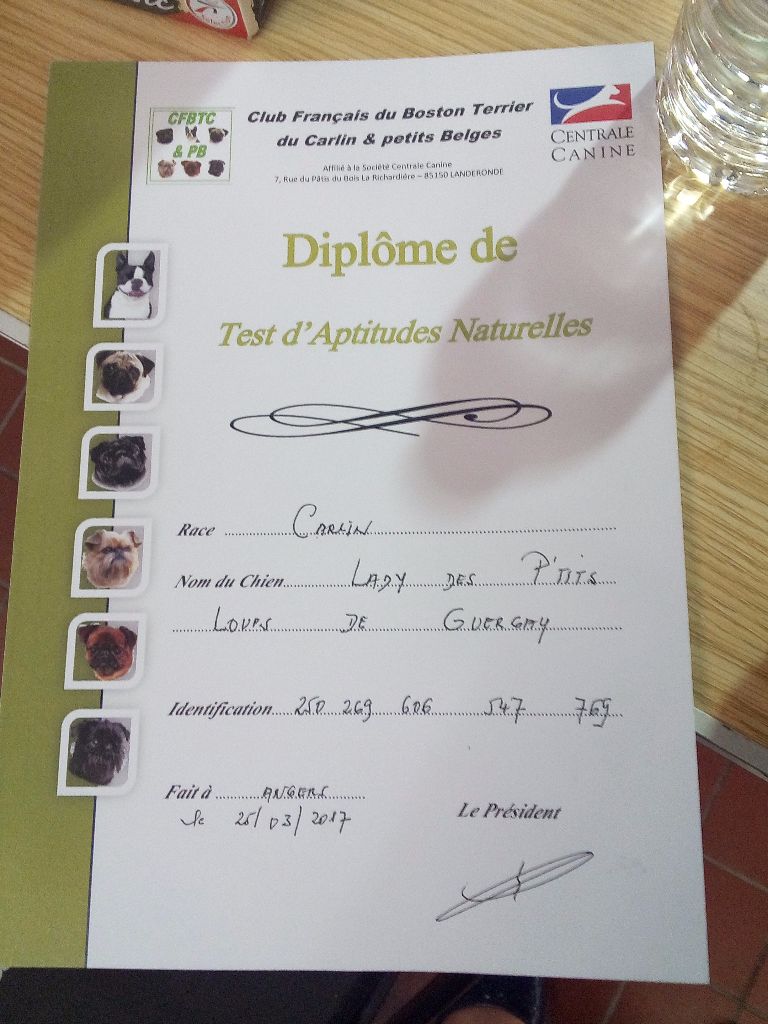 CFBTC
& PB
Club Français du Boston Terrier
du Carlin & petits Belges
Affilié à la Société Centrale Canine
7, Rue du Pâtis du Bois La Richardière – 85150 LANDERONDE
CENTRALE
CANINE
Diplôme de
Test d'Aptitudes Naturelles
Race CARLIN
Nom du Chien LADY DES P'TITS
LOUPS DE GUERGAY
Identification 250 269 606 547 769
Fait à ANGERS
le 25/03/2017
Le Président